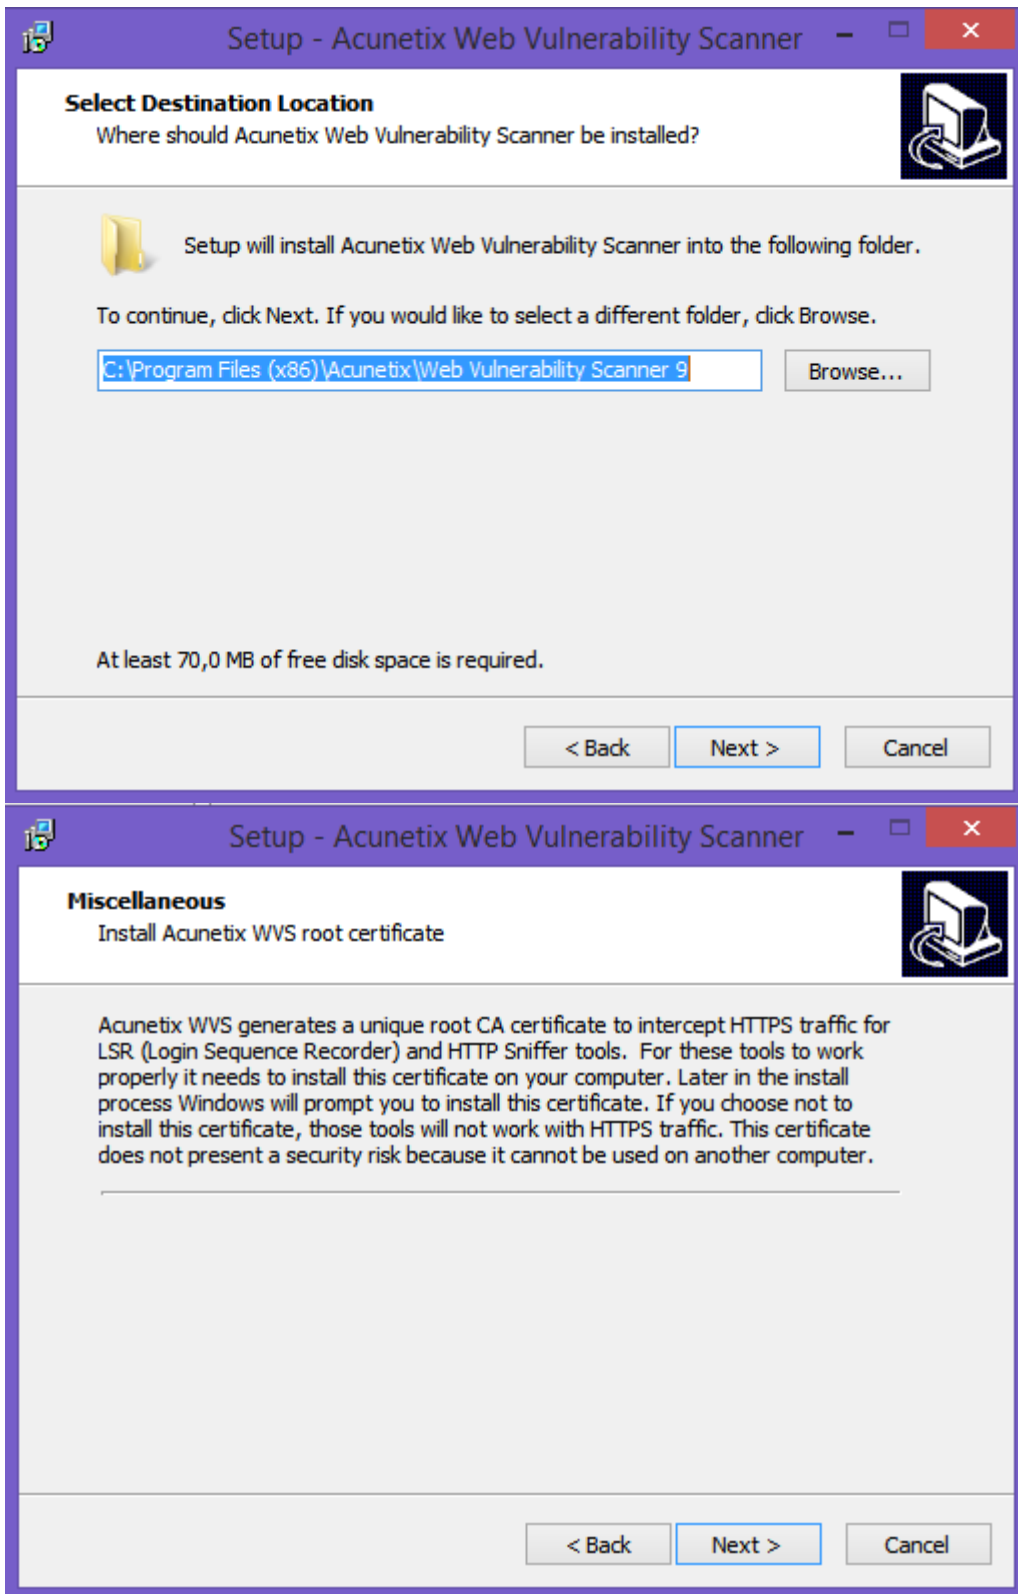 Setup - Acunetix Web Vulnerability Scanner
Select Destination Location
Where should Acunetix Web Vulnerability Scanner be installed?
Setup will install Acunetix Web Vulnerability Scanner into the following folder.
To continue, click Next. If you would like to select a different folder, click Browse.
C:\Program Files (x86)\Acunetix\Web Vulnerability Scanner 9
Browse...
At least 70,0 MB of free disk space is required.
< Back
Next >
Cancel
Setup - Acunetix Web Vulnerability Scanner
Miscellaneous
Install Acunetix WVS root certificate
Acunetix WVS generates a unique root CA certificate to intercept HTTPS traffic for
LSR (Login Sequence Recorder) and HTTP Sniffer tools.  For these tools to work
properly it needs to install this certificate on your computer. Later in the install
process Windows will prompt you to install this certificate. If you choose not to
install this certificate, those tools will not work with HTTPS traffic. This certificate
does not present a security risk because it cannot be used on another computer.
< Back
Next >
Cancel